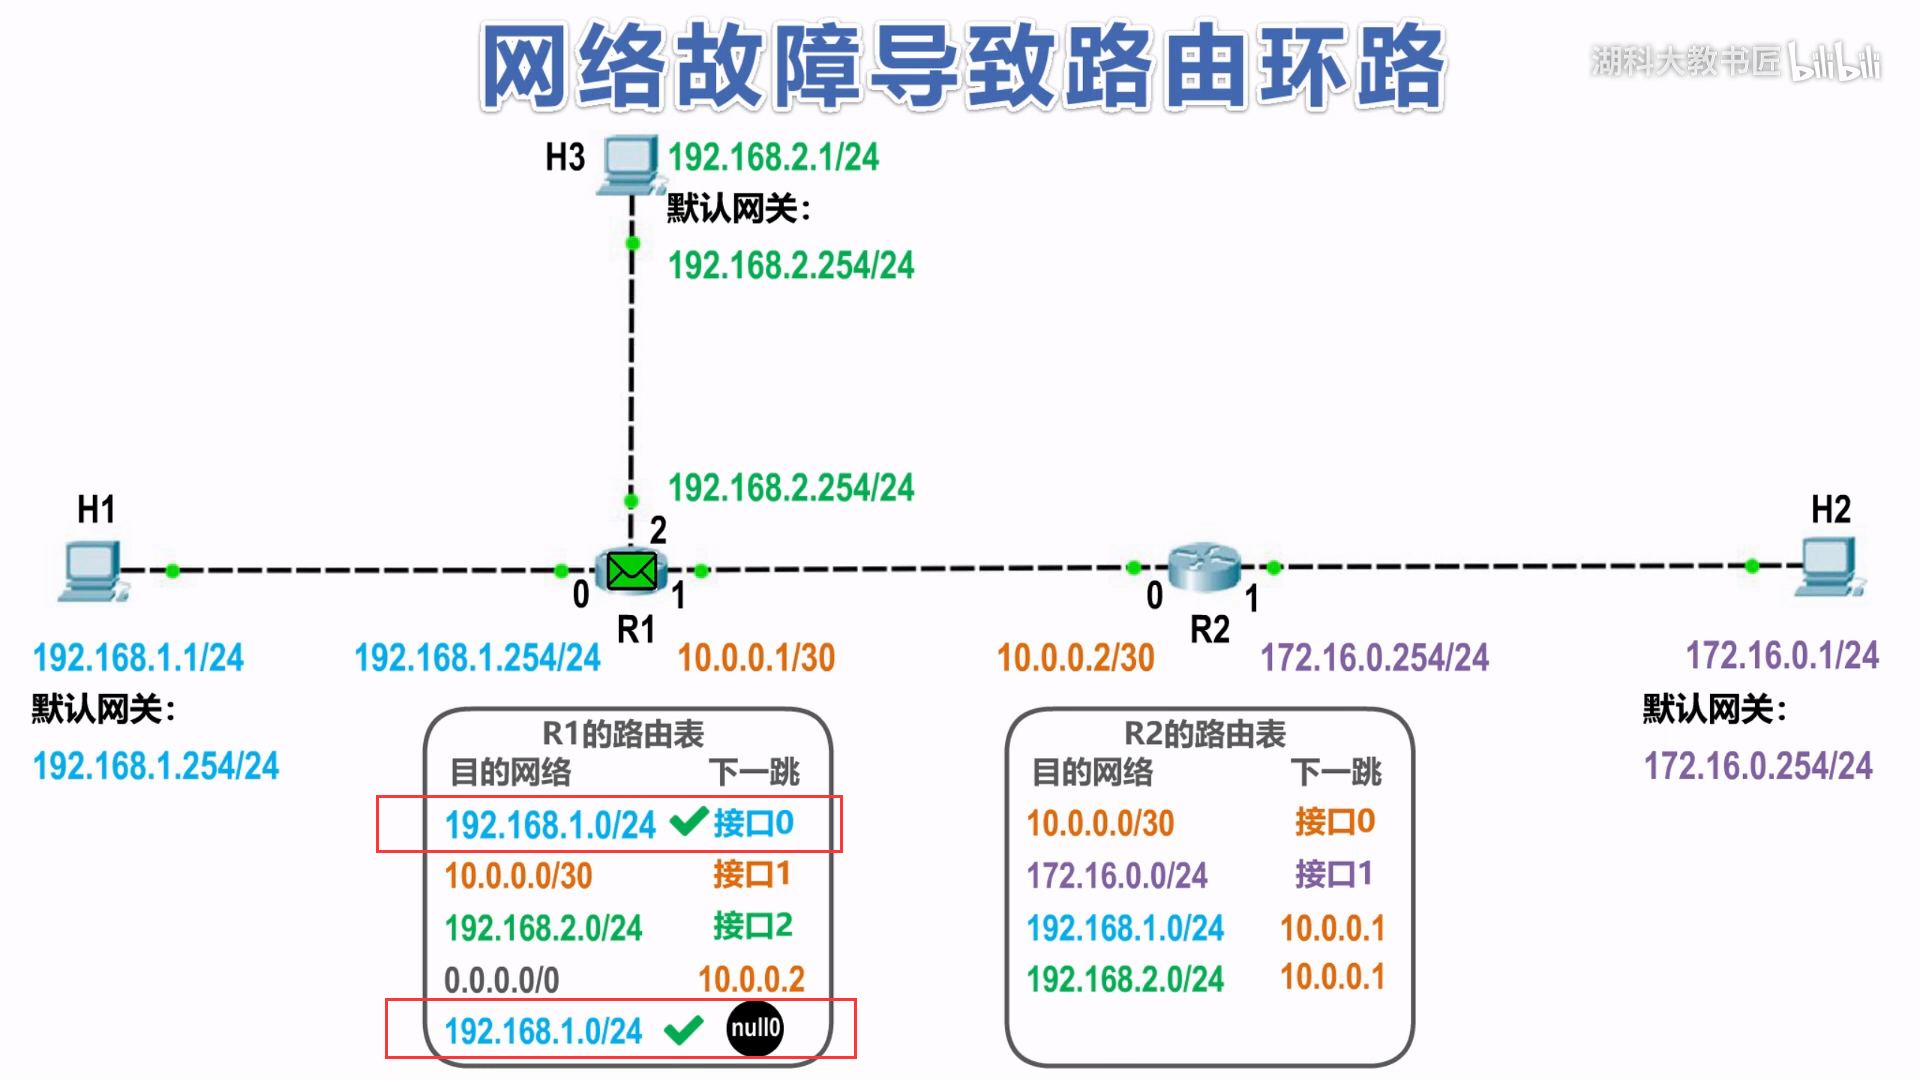 网络故障导致路由环路
湖科大教书匠 bilibili
H3
192.168.2.1/24
默认网关：
192.168.2.254/24
192.168.2.254/24
H1
H2
2
0
1
R1
0
1
R2
192.168.1.1/24
192.168.1.254/24
10.0.0.1/30
10.0.0.2/30
172.16.0.254/24
172.16.0.1/24
默认网关：
192.168.1.254/24
默认网关：
172.16.0.254/24
R1的路由表
目的网络 下一跳
192.168.1.0/24 接口0
10.0.0.0/30 接口1
192.168.2.0/24 接口2
0.0.0.0/0 10.0.0.2
192.168.1.0/24 null0
R2的路由表
目的网络 下一跳
10.0.0.0/30 接口0
172.16.0.0/24 接口1
192.168.1.0/24 10.0.0.1
192.168.2.0/24 10.0.0.1